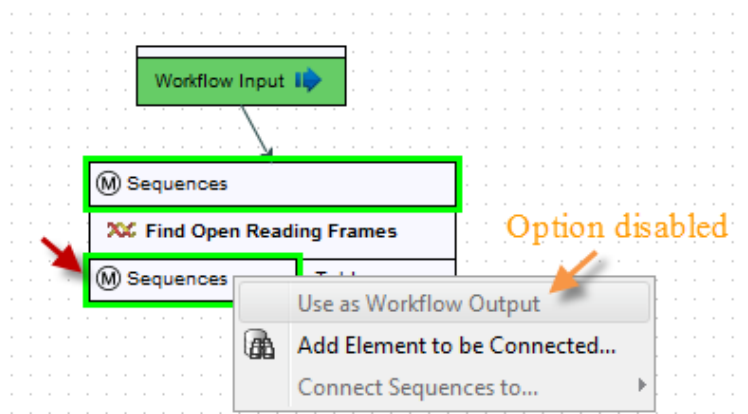 Workflow Input
M Sequences
Find Open Reading Frames
Option disabled
M Sequences
Use as Workflow Output
Add Element to be Connected...
Connect Sequences to...